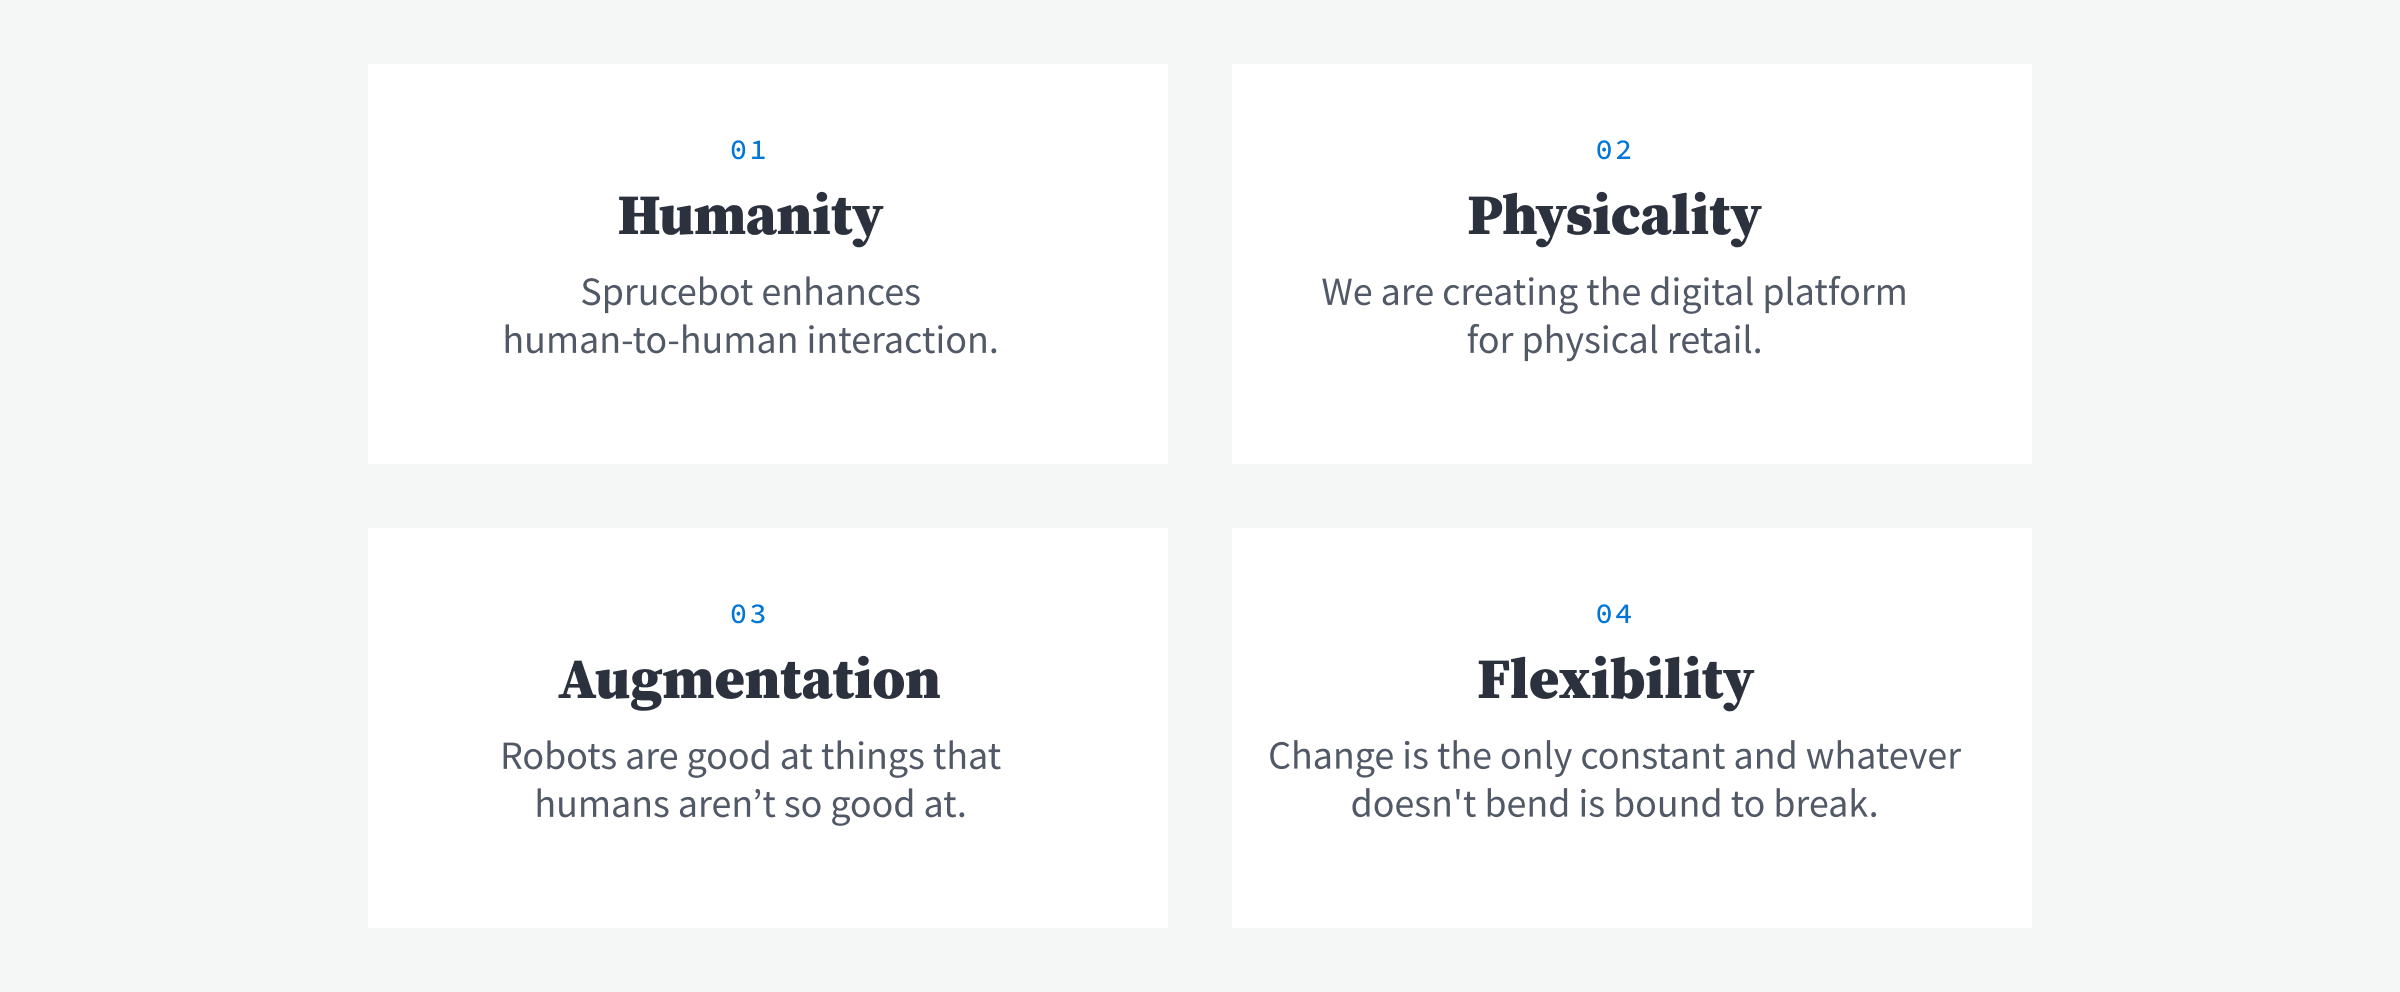 01
Humanity
Sprucebot enhances
human-to-human interaction.
02
Physicality
We are creating the digital platform
for physical retail.
03
Augmentation
Robots are good at things that
humans aren’t so good at.
04
Flexibility
Change is the only constant and whatever
doesn't bend is bound to break.